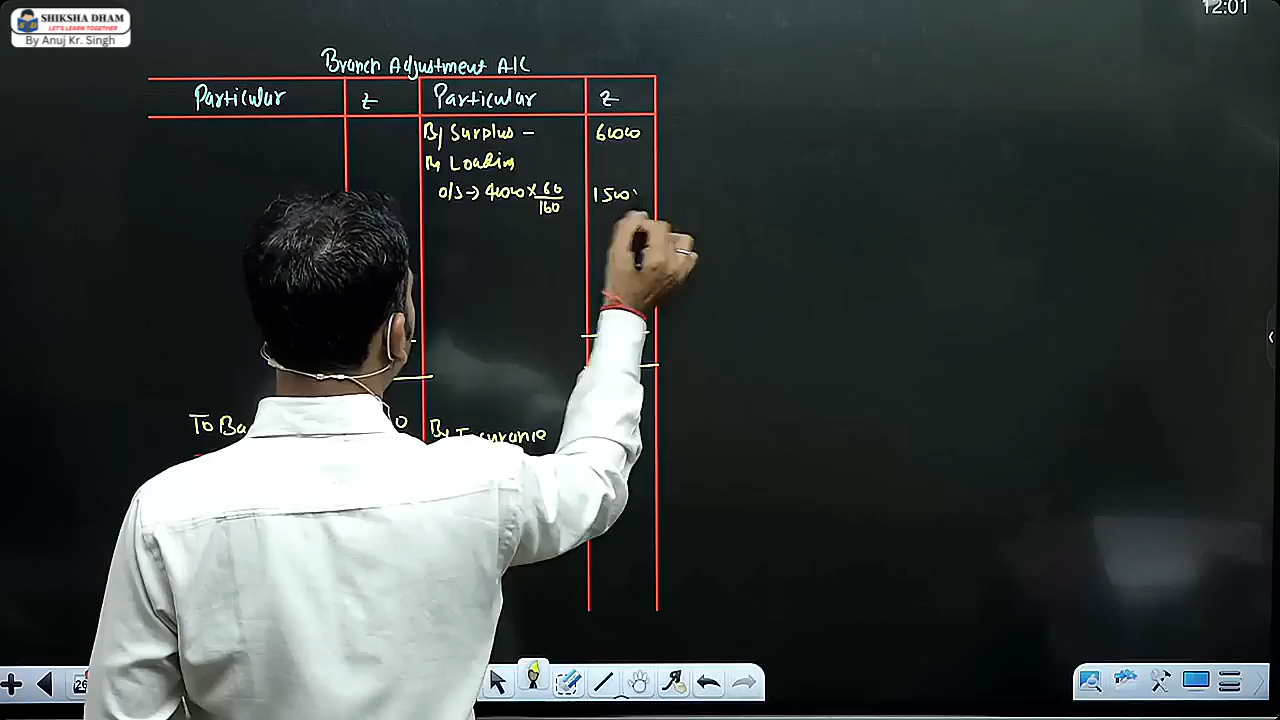 SHIKSHA DHAM
LET'S LEARN TOGETHER
By Anuj Kr. Singh
12:01
Branch Adjustment A/C
Particular ₹ Particular ₹
By Surplus –
By Loading
O/S → 4000 × 60/160 1500
To Ba
By Insurance